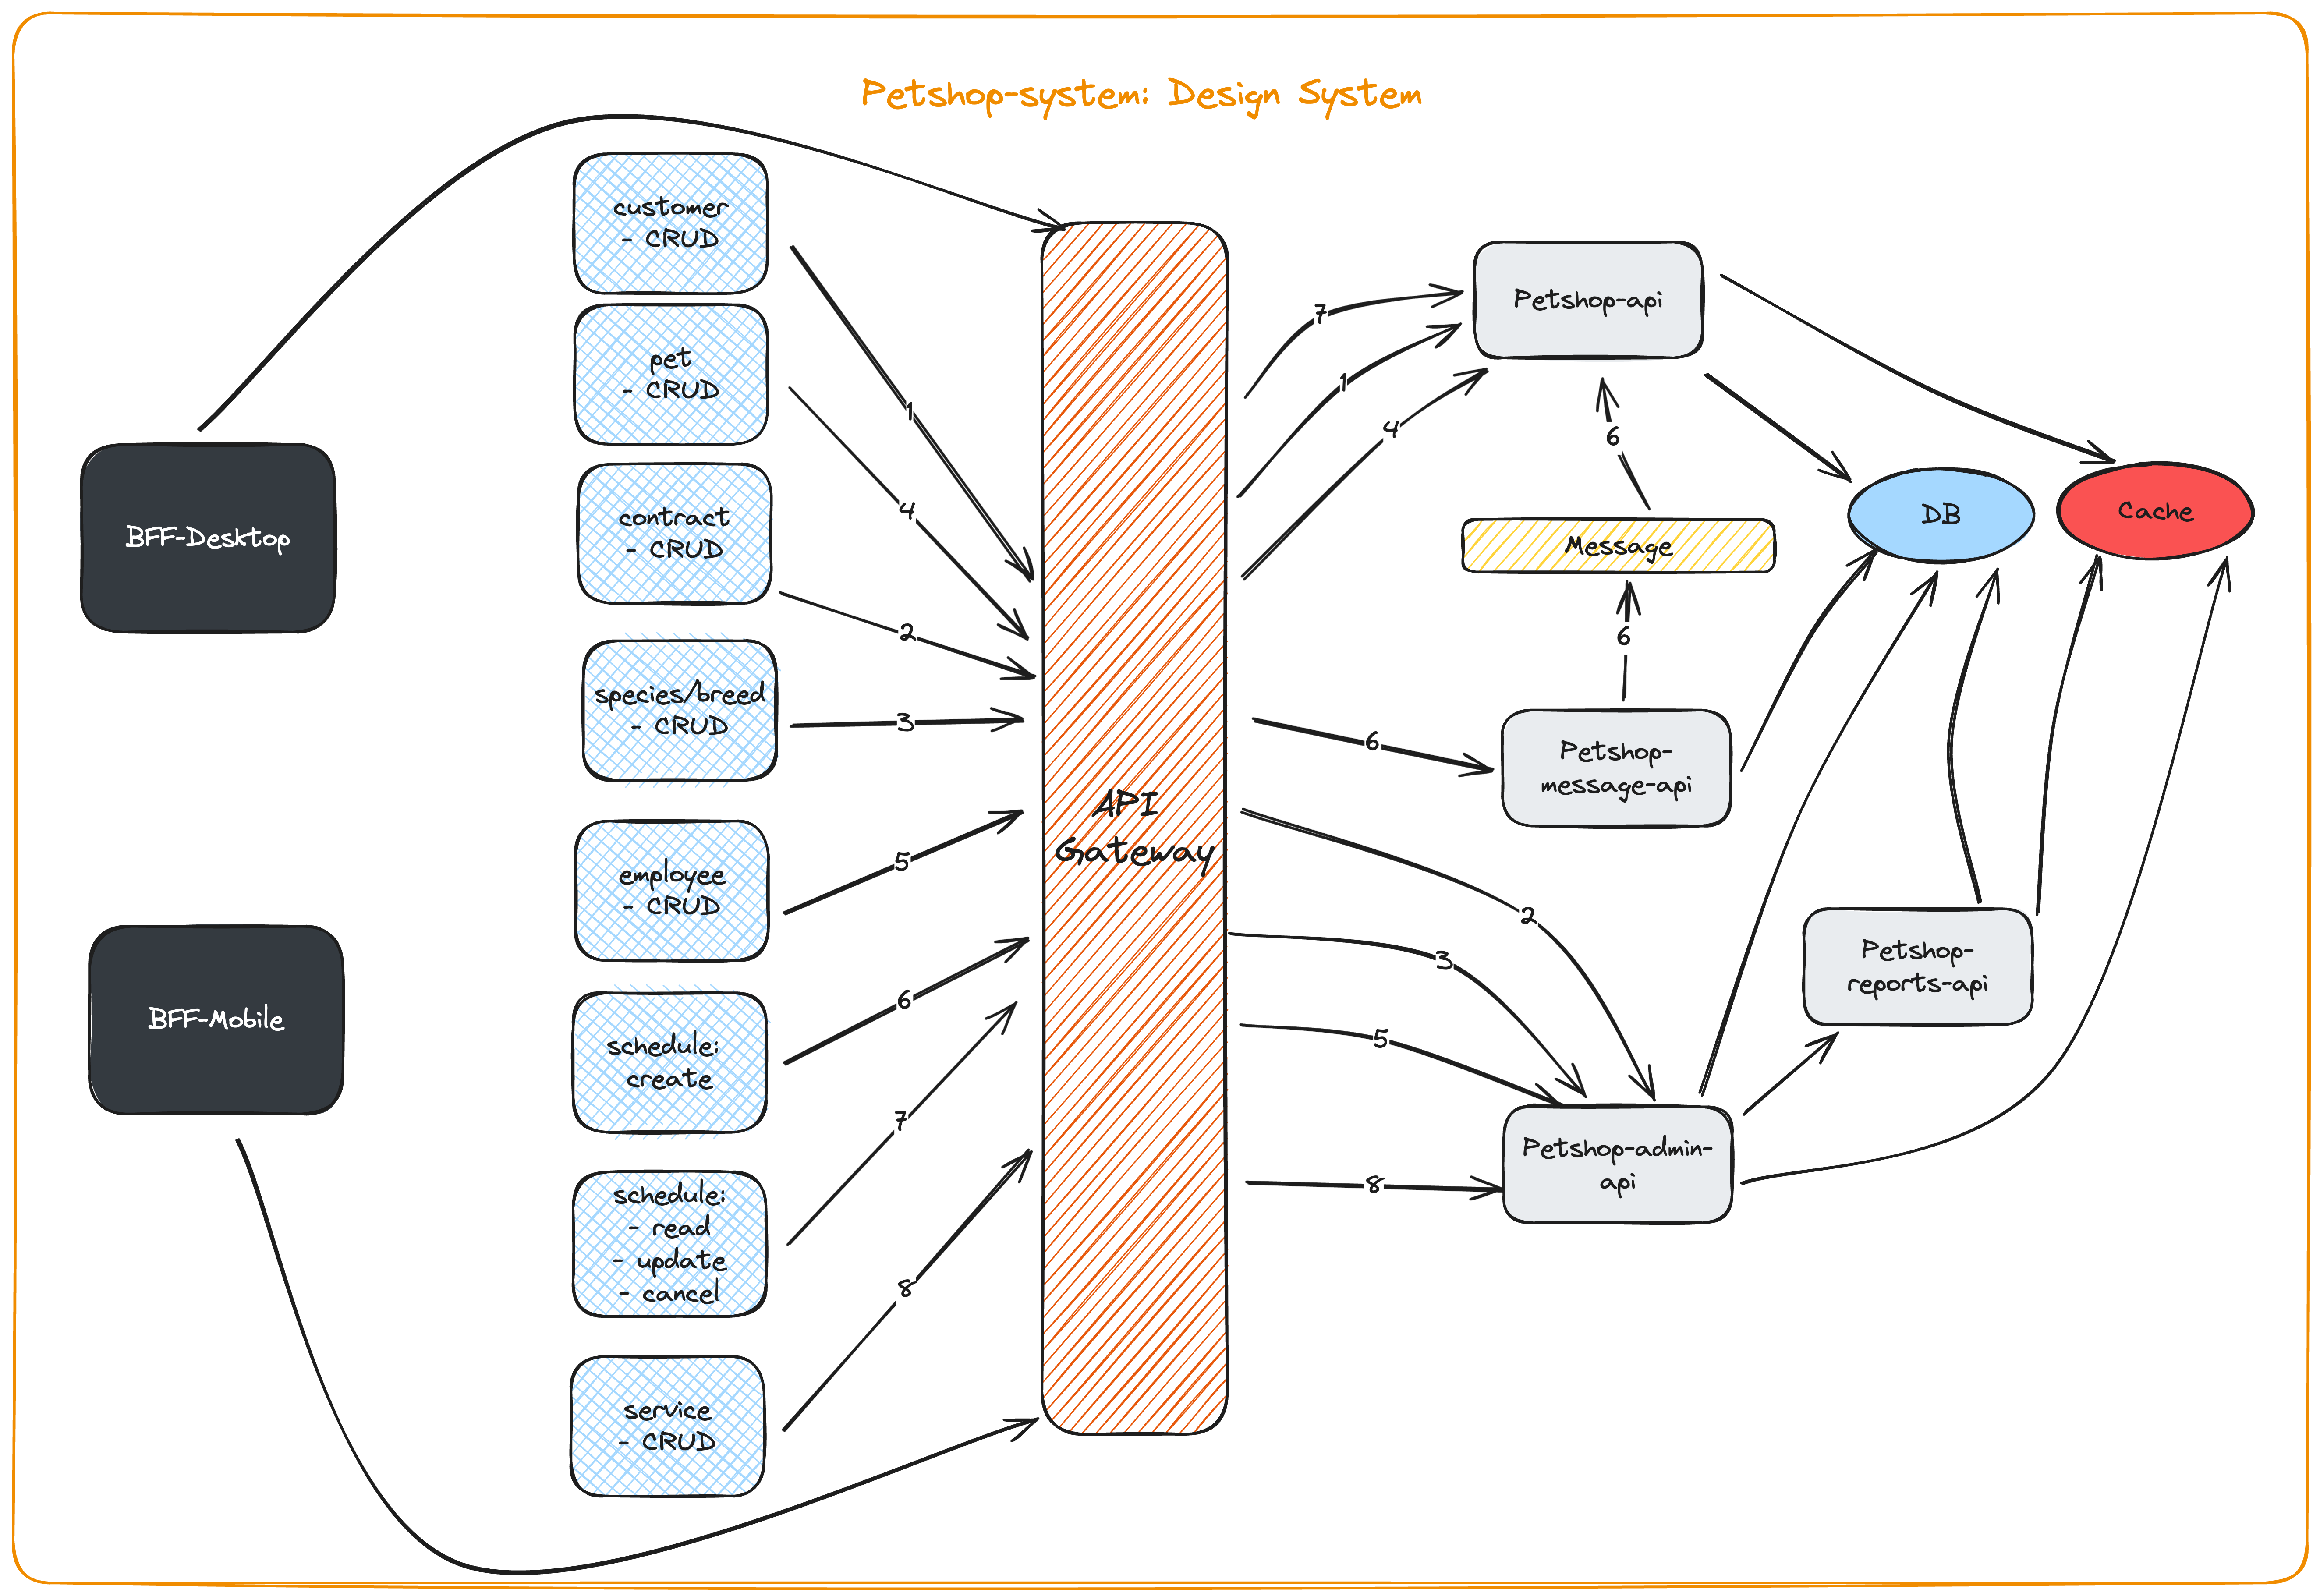 Petshop-system: Design System
BFF-Desktop
BFF-Mobile
customer
- CRUD
pet
- CRUD
contract
- CRUD
species/breed
- CRUD
employee
- CRUD
schedule:
create
schedule:
- read
- update
- cancel
service
- CRUD
1
4
2
3
5
6
7
8
API
Gateway
7
1
4
6
2
3
5
8
Petshop-api
6
Message
6
Petshop-
message-api
Petshop-admin-
api
Petshop-
reports-api
DB
Cache